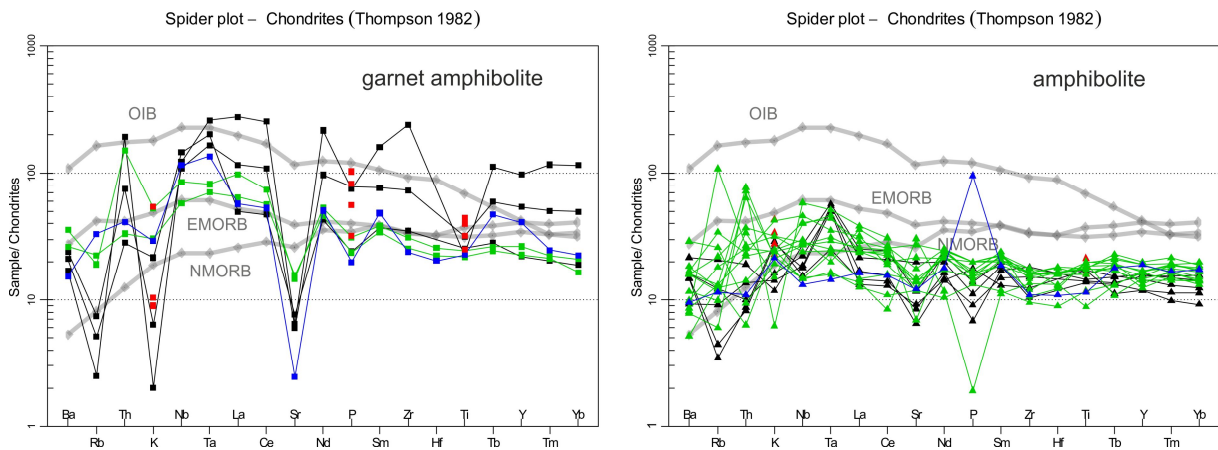 Spider plot – Chondrites (Thompson 1982)
garnet amphibolite
OIB
EMORB
NMORB
Sample/ Chondrites
1000
100
10
1
Ba Th K Nb La Sr P Zr Ti Y Yb
Rb K Ta Ce Nd Sm Hf Tb Tm
Spider plot – Chondrites (Thompson 1982)
amphibolite
OIB
EMORB
NMORB
Sample/ Chondrites
1000
100
10
1
Ba Th Nb La Sr P Zr Ti Y Yb
Rb K Ta Ce Nd Sm Hf Tb Tm